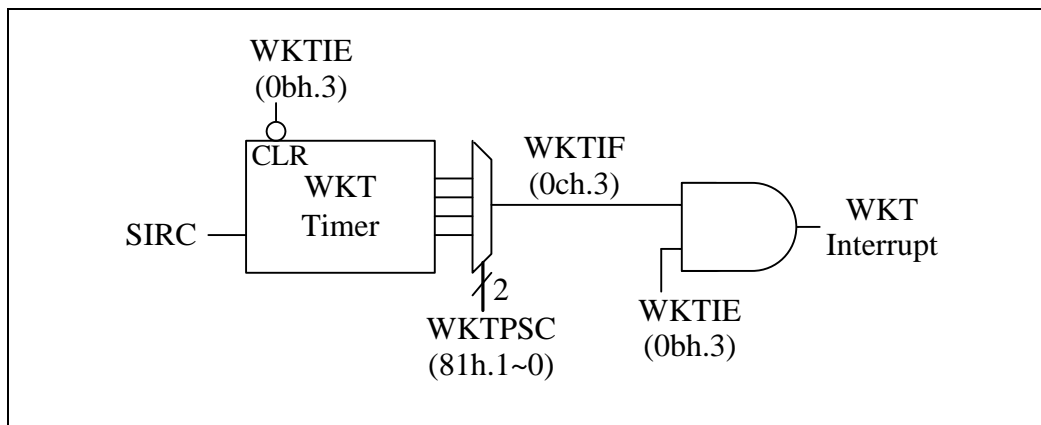 WKTIE
(0bh.3)
CLR
WKT
Timer
SIRC
WKTIF
(0ch.3)
2
WKTPSC
(81h.1~0)
WKTIE
(0bh.3)
WKT
Interrupt